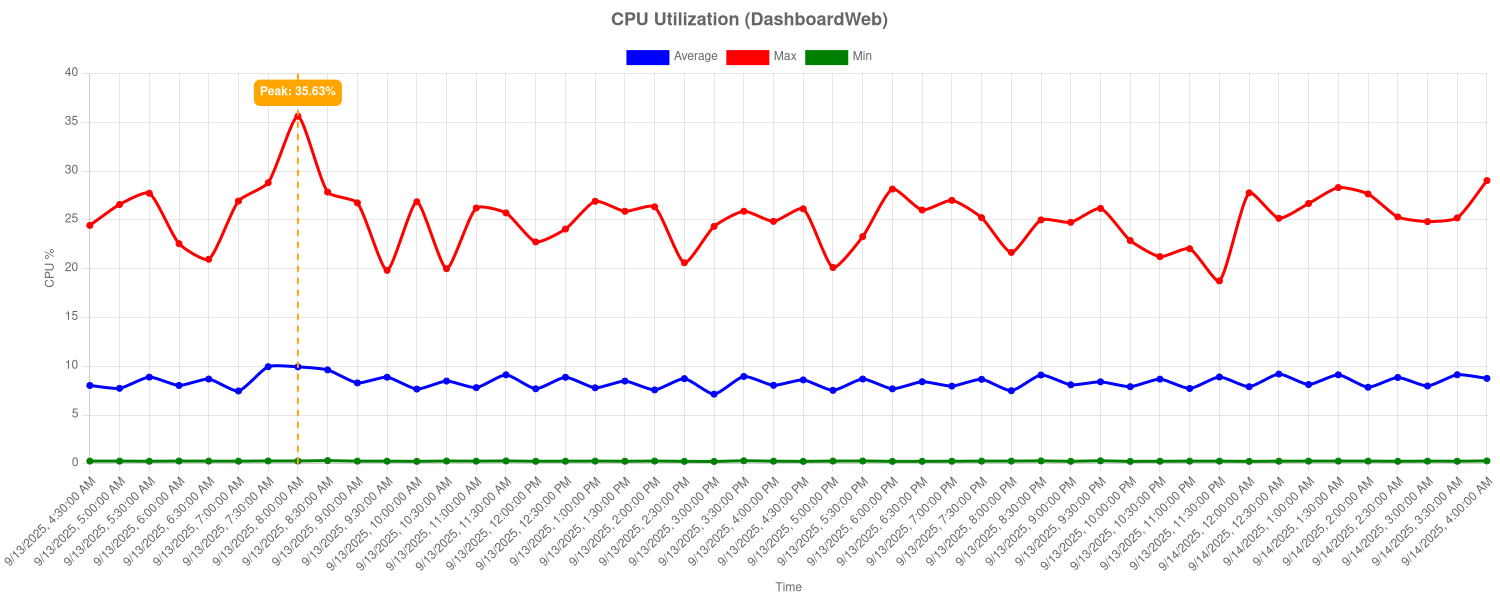 CPU Utilization (DashboardWeb)
Average Max Min
Peak: 35.63%
40
35
30
25
20
15
10
5
0
CPU %
9/13/2025, 4:30:00 AM
9/13/2025, 5:00:00 AM
9/13/2025, 5:30:00 AM
9/13/2025, 6:00:00 AM
9/13/2025, 6:30:00 AM
9/13/2025, 7:00:00 AM
9/13/2025, 7:30:00 AM
9/13/2025, 8:00:00 AM
9/13/2025, 8:30:00 AM
9/13/2025, 9:00:00 AM
9/13/2025, 9:30:00 AM
9/13/2025, 10:00:00 AM
9/13/2025, 10:30:00 AM
9/13/2025, 11:00:00 AM
9/13/2025, 11:30:00 AM
9/13/2025, 12:00:00 PM
9/13/2025, 12:30:00 PM
9/13/2025, 1:00:00 PM
9/13/2025, 1:30:00 PM
9/13/2025, 2:00:00 PM
9/13/2025, 2:30:00 PM
9/13/2025, 3:00:00 PM
9/13/2025, 3:30:00 PM
9/13/2025, 4:00:00 PM
9/13/2025, 4:30:00 PM
9/13/2025, 5:00:00 PM
9/13/2025, 5:30:00 PM
9/13/2025, 6:00:00 PM
9/13/2025, 6:30:00 PM
9/13/2025, 7:00:00 PM
9/13/2025, 7:30:00 PM
9/13/2025, 8:00:00 PM
9/13/2025, 8:30:00 PM
9/13/2025, 9:00:00 PM
9/13/2025, 9:30:00 PM
9/13/2025, 10:00:00 PM
9/13/2025, 10:30:00 PM
9/13/2025, 11:00:00 PM
9/13/2025, 11:30:00 PM
9/14/2025, 12:00:00 AM
9/14/2025, 12:30:00 AM
9/14/2025, 1:00:00 AM
9/14/2025, 1:30:00 AM
9/14/2025, 2:00:00 AM
9/14/2025, 2:30:00 AM
9/14/2025, 3:00:00 AM
9/14/2025, 3:30:00 AM
9/14/2025, 4:00:00 AM
Time